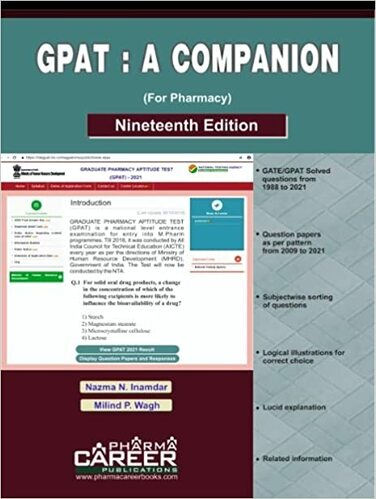 GPAT : A COMPANION
(For Pharmacy)
Nineteenth Edition
GRADUATE PHARMACY APTITUDE TEST
(GPAT) - 2021
Introduction
GRADUATE PHARMACY APTITUDE TEST
(GPAT) is a national level entrance
examination for entry into M.Pharm
programmes. Till 2018, it was conducted by All
India Council for Technical Education (AICTE)
every year as per the directions of Ministry of
Human Resource Development (MHRD),
Government of India. The Test will now be
conducted by the NTA.
Q.1 For solid oral drug products, a change
in the concentration of which of the
following excipients is more likely to
influence the bioavailability of a drug?
1) Starch
2) Magnesium stearate
3) Microcrystalline cellulose
4) Lactose
View GPAT 2021 Result
Display Question Papers and Responses
• GATE/GPAT Solved
questions from
1988 to 2021
• Question papers
as per pattern
from 2009 to 2021
• Subjectwise sorting
of questions
• Logical illustrations for
correct choice
• Lucid explanation
• Related information
Nazma N. Inamdar
Milind P. Wagh
PHARMA
CAREER
PUBLICATIONS
www.pharmacareerbooks.com